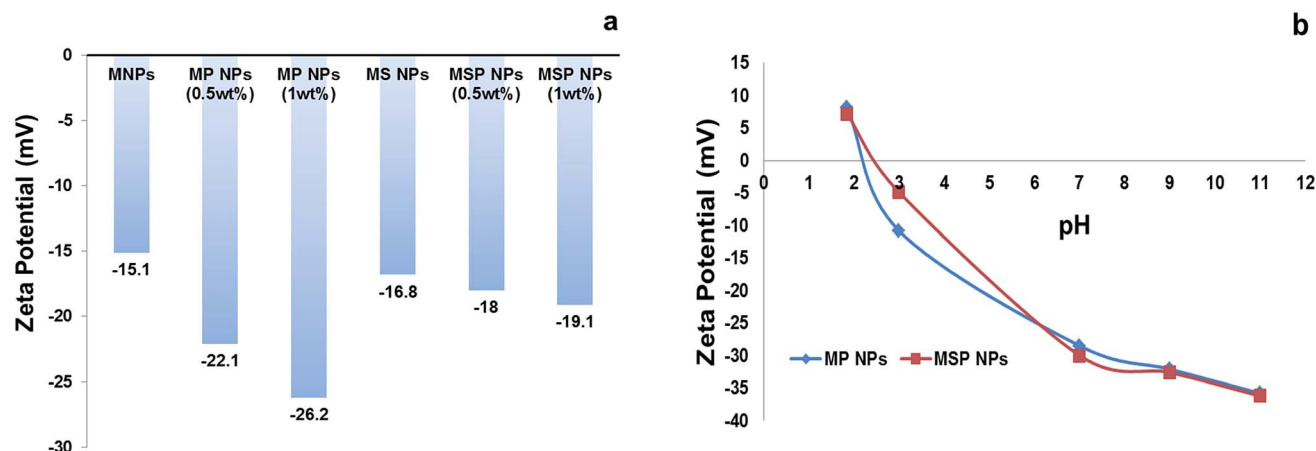 a
Zeta Potential (mV)
0
-5
-10
-15
-20
-25
-30
MNPs
MP NPs
(0.5wt%)
MP NPs
(1wt%)
MS NPs
MSP NPs
(0.5wt%)
MSP NPs
(1wt%)
-15.1
-22.1
-26.2
-16.8
-18
-19.1
b
Zeta Potential (mV)
15
10
5
0
-5
-10
-15
-20
-25
-30
-35
-40
0 1 2 3 4 5 6 7 8 9 10 11 12
pH
MP NPs MSP NPs